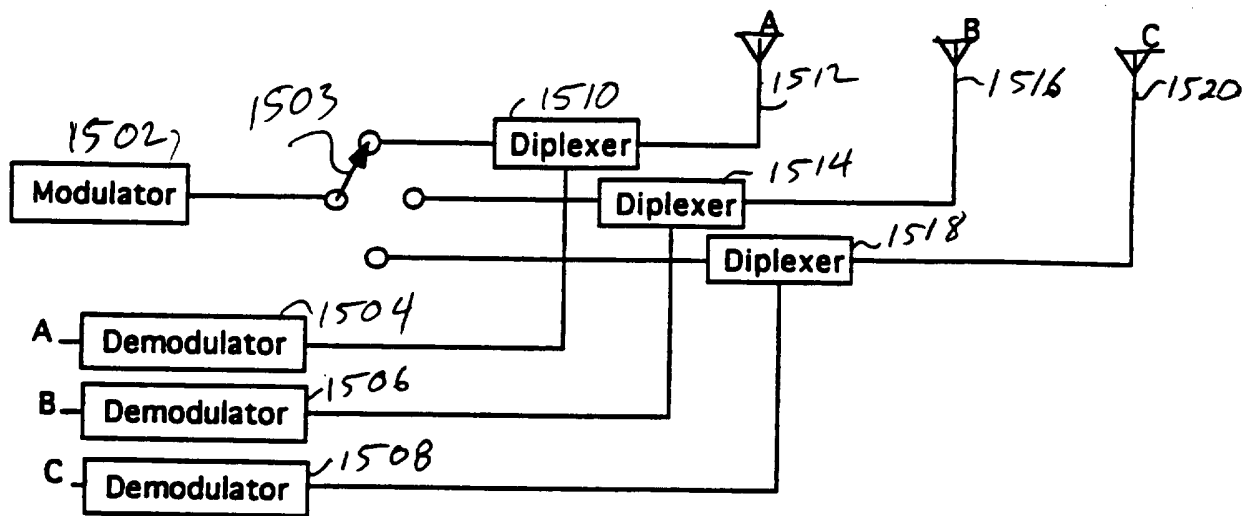 A
B
C
1512
1516
1520
1510
1503
1502
Diplexer
1514
Modulator
Diplexer
1518
Diplexer
1504
A
Demodulator
1506
B
Demodulator
1508
C
Demodulator